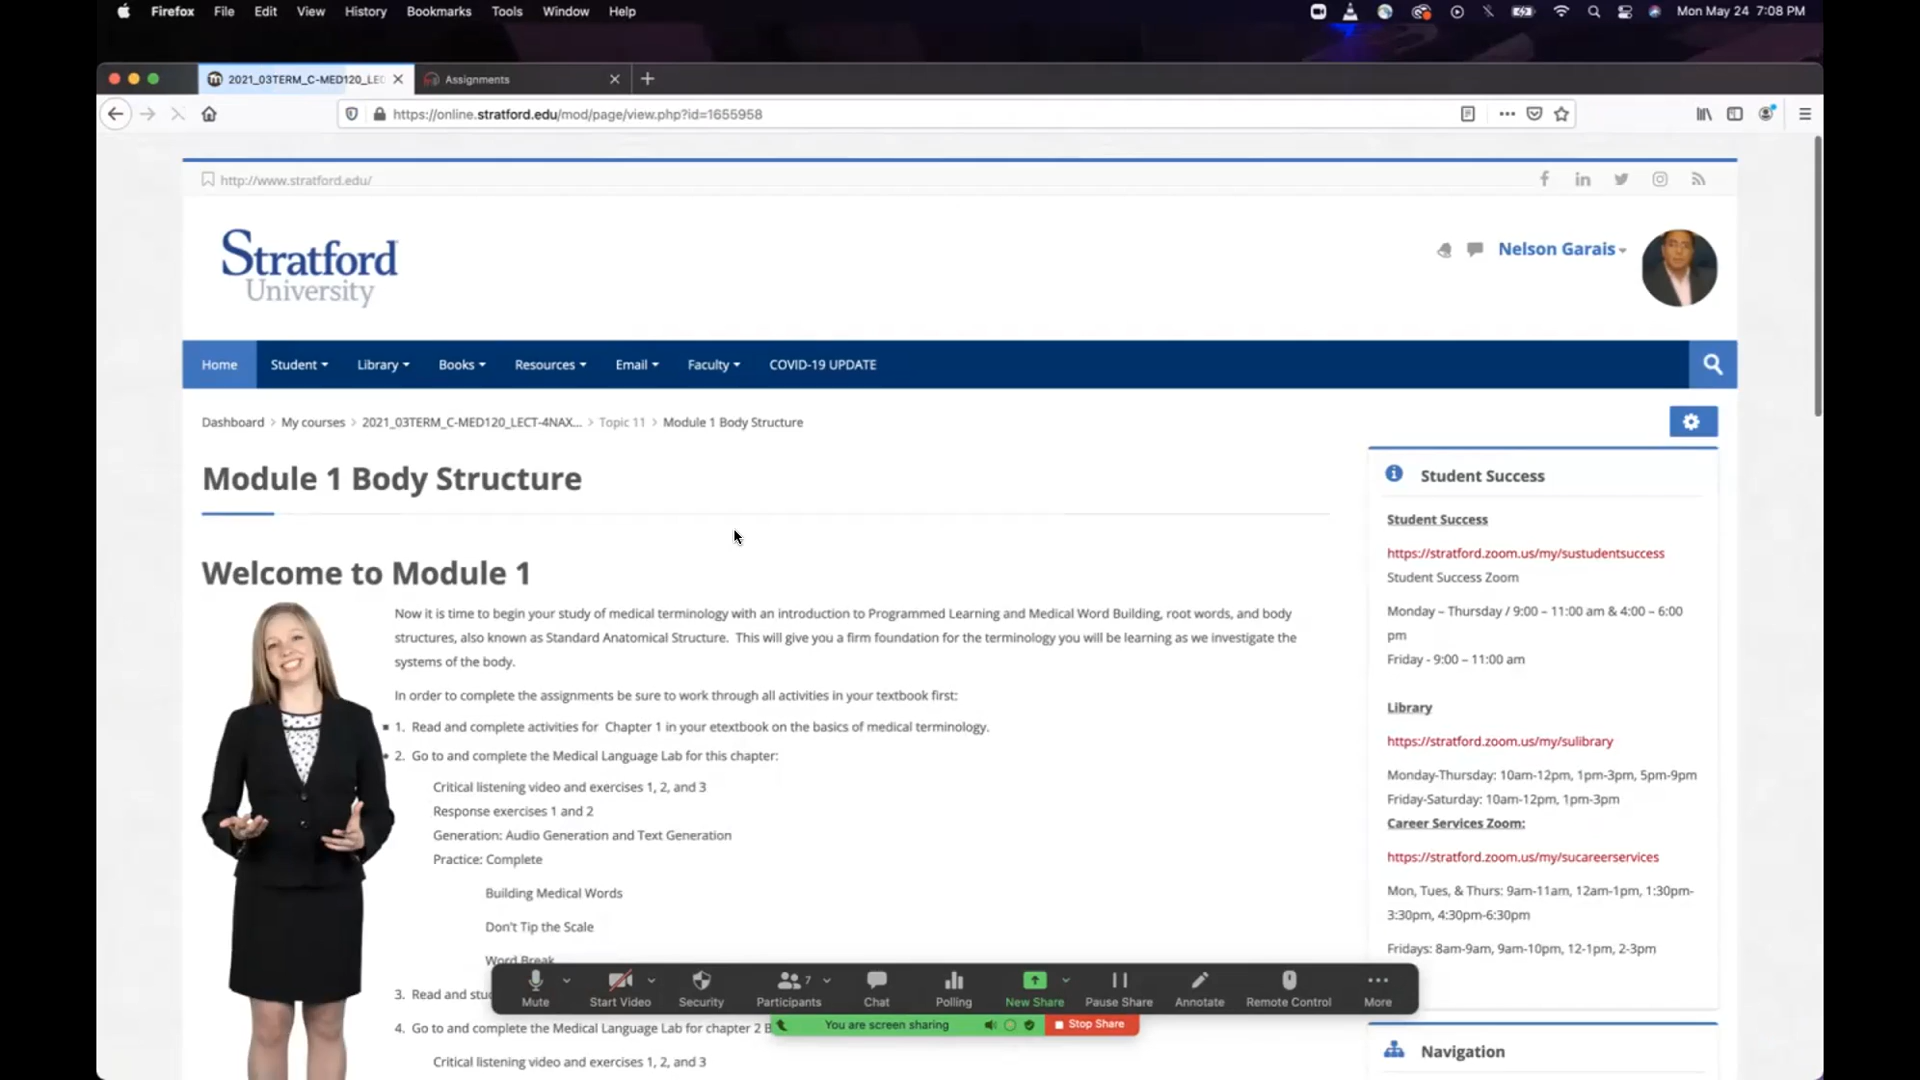 Firefox File Edit View History Bookmarks Tools Window Help Mon May 24 7:08 PM
2021_03TERM_C-MED120_LEC Assignments
https://online.stratford.edu/mod/page/view.php?id=1655958
http://www.stratford.edu/
Stratford
University
Nelson Garais
Home Student Library Books Resources Email Faculty COVID-19 UPDATE
Dashboard > My courses > 2021_03TERM_C-MED120_LECT-4NAX... > Topic 11 > Module 1 Body Structure
Module 1 Body Structure
Welcome to Module 1
Now it is time to begin your study of medical terminology with an introduction to Programmed Learning and Medical Word Building, root words, and body
structures, also known as Standard Anatomical Structure. This will give you a firm foundation for the terminology you will be learning as we investigate the
systems of the body.
In order to complete the assignments be sure to work through all activities in your textbook first:
1. Read and complete activities for Chapter 1 in your etextbook on the basics of medical terminology.
2. Go to and complete the Medical Language Lab for this chapter:
Critical listening video and exercises 1, 2, and 3
Response exercises 1 and 2
Generation: Audio Generation and Text Generation
Practice: Complete
Building Medical Words
Don't Tip the Scale
Word Break
3. Read and stu
4. Go to and complete the Medical Language Lab for chapter 2 B
Critical listening video and exercises 1, 2, and 3
Student Success
Student Success
https://stratford.zoom.us/my/sustudentsuccess
Student Success Zoom
Monday – Thursday / 9:00 – 11:00 am & 4:00 – 6:00
pm
Friday - 9:00 – 11:00 am
Library
https://stratford.zoom.us/my/sulibrary
Monday-Thursday: 10am-12pm, 1pm-3pm, 5pm-9pm
Friday-Saturday: 10am-12pm, 1pm-3pm
Career Services Zoom:
https://stratford.zoom.us/my/sucareerservices
Mon, Tues, & Thurs: 9am-11am, 12am-1pm, 1:30pm-
3:30pm, 4:30pm-6:30pm
Fridays: 8am-9am, 9am-10pm, 12-1pm, 2-3pm
Navigation
7
Mute Start Video Security Participants Chat Polling New Share Pause Share Annotate Remote Control More
You are screen sharing Stop Share